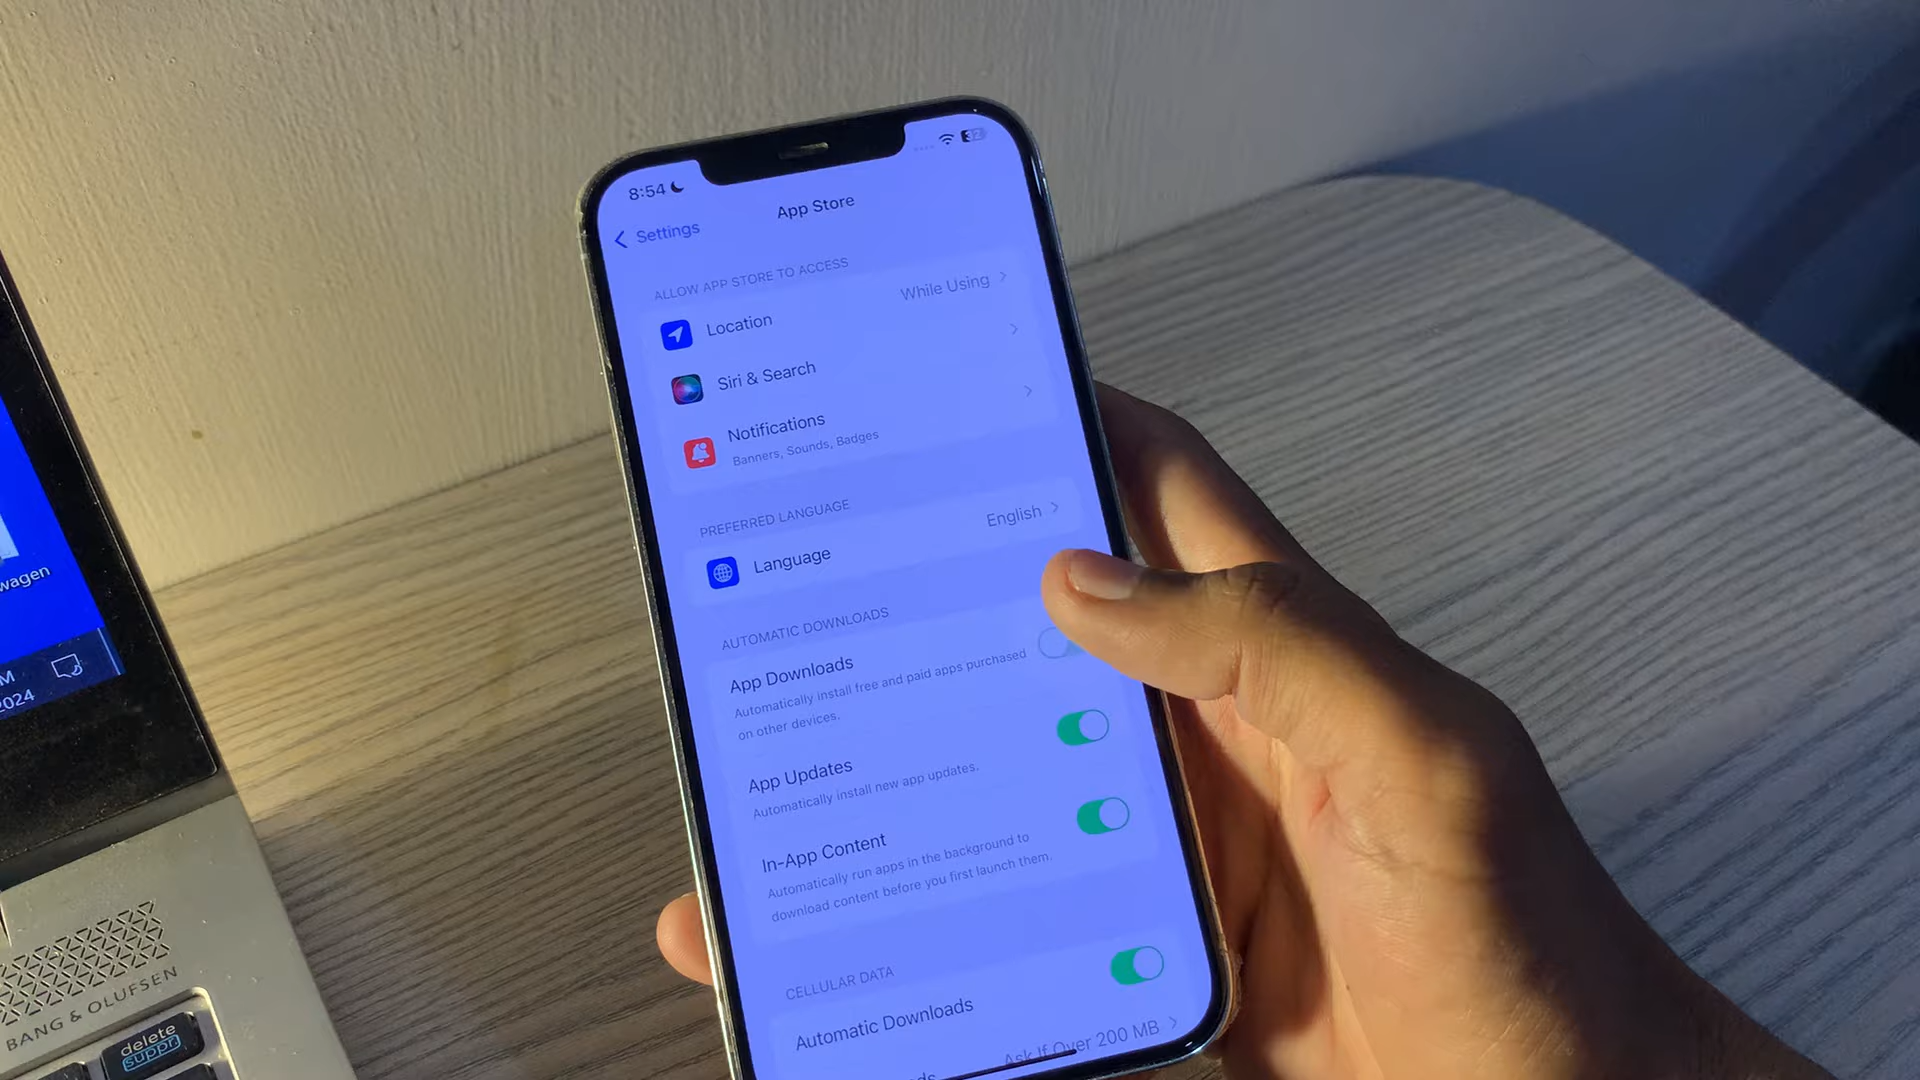 8:54
32
Settings
App Store
ALLOW APP STORE TO ACCESS
Location
While Using
Siri & Search
Notifications
Banners, Sounds, Badges
PREFERRED LANGUAGE
Language
English
AUTOMATIC DOWNLOADS
App Downloads
Automatically install free and paid apps purchased
on other devices.
App Updates
Automatically install new app updates.
In-App Content
Automatically run apps in the background to
download content before you first launch them.
CELLULAR DATA
Automatic Downloads
Ask If Over 200 MB
wagen
M
2024
BANG & OLUFSEN
delete
suppr